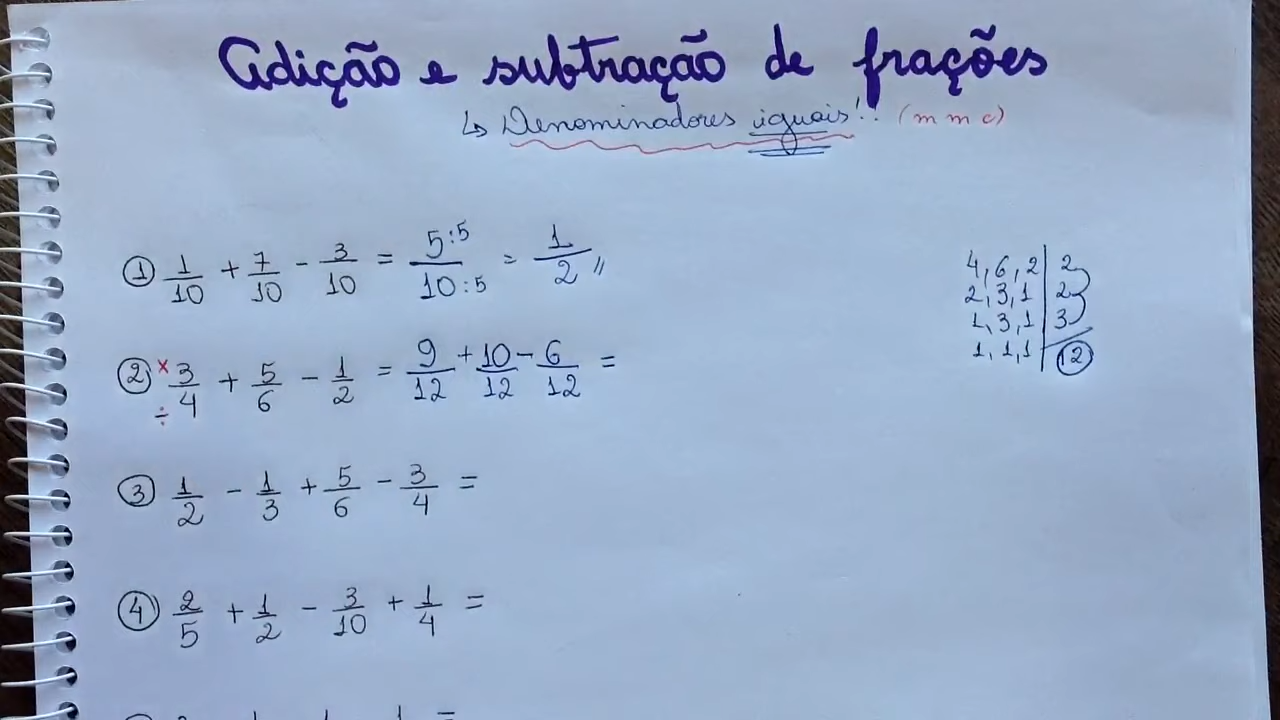 Adição e subtração de frações
↳ Denominadores iguais!! (mmc)
① 1/10 + 7/10 - 3/10 = 5:5/10:5 = 1/2 //
4, 6, 2 | 2
2, 3, 1 | 2
1, 3, 1 | 3
1, 1, 1 | 12
② × ÷ 3/4 + 5/6 - 1/2 = 9/12 + 10/12 - 6/12 =
③ 1/2 - 1/3 + 5/6 - 3/4 =
④ 2/5 + 1/2 - 3/10 + 1/4 =